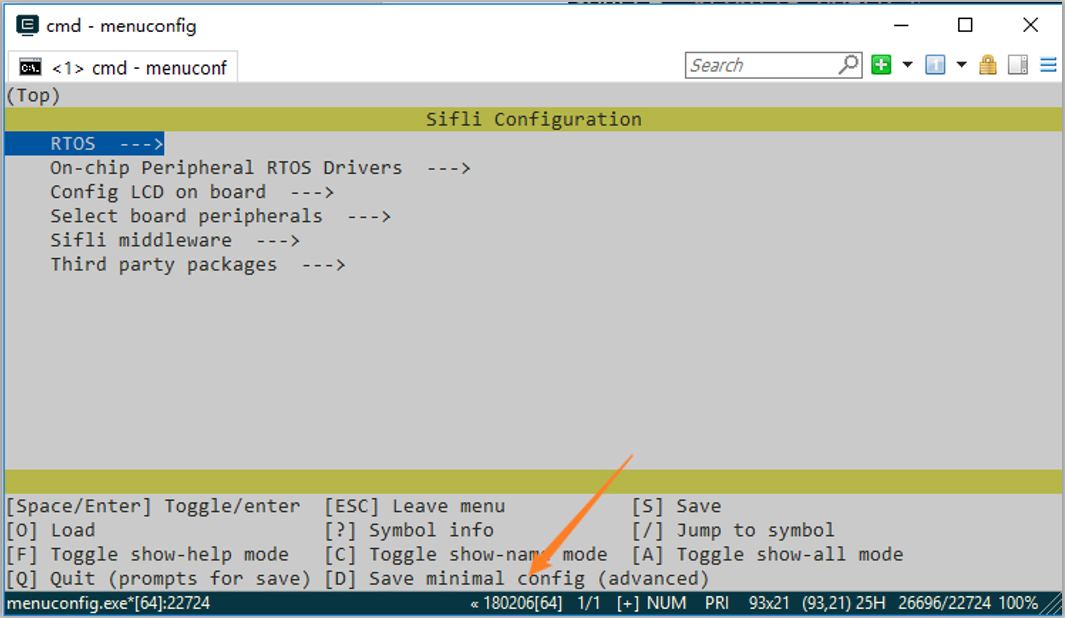 cmd - menuconfig
<1> cmd - menuconf
Search
(Top)
Sifli Configuration
RTOS --->
On-chip Peripheral RTOS Drivers --->
Config LCD on board --->
Select board peripherals --->
Sifli middleware --->
Third party packages --->
[Space/Enter] Toggle/enter [ESC] Leave menu [S] Save
[O] Load [?] Symbol info [/] Jump to symbol
[F] Toggle show-help mode [C] Toggle show-name mode [A] Toggle show-all mode
[Q] Quit (prompts for save) [D] Save minimal config (advanced)
menuconfig.exe*[64]:22724 « 180206[64] 1/1 [+] NUM PRI 93x21 (93,21) 25H 26696/22724 100%